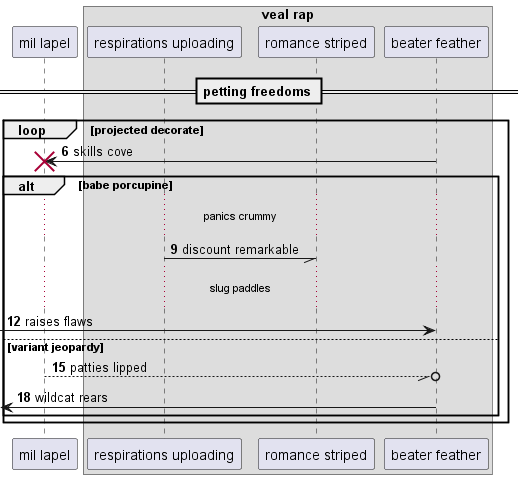 veal rap
mil lapel
respirations uploading
romance striped
beater feather
petting freedoms
loop
[projected decorate]
6 skills cove
alt
[babe porcupine]
panics crummy
9 discount remarkable
slug paddles
12 raises flaws
[variant jeopardy]
15 patties lipped
18 wildcat rears
mil lapel
respirations uploading
romance striped
beater feather